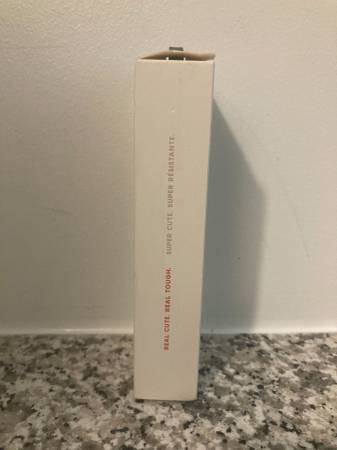 REAL CUTE. REAL TOUGH.
SUPER CUTE. SUPER RÉSISTANTE.